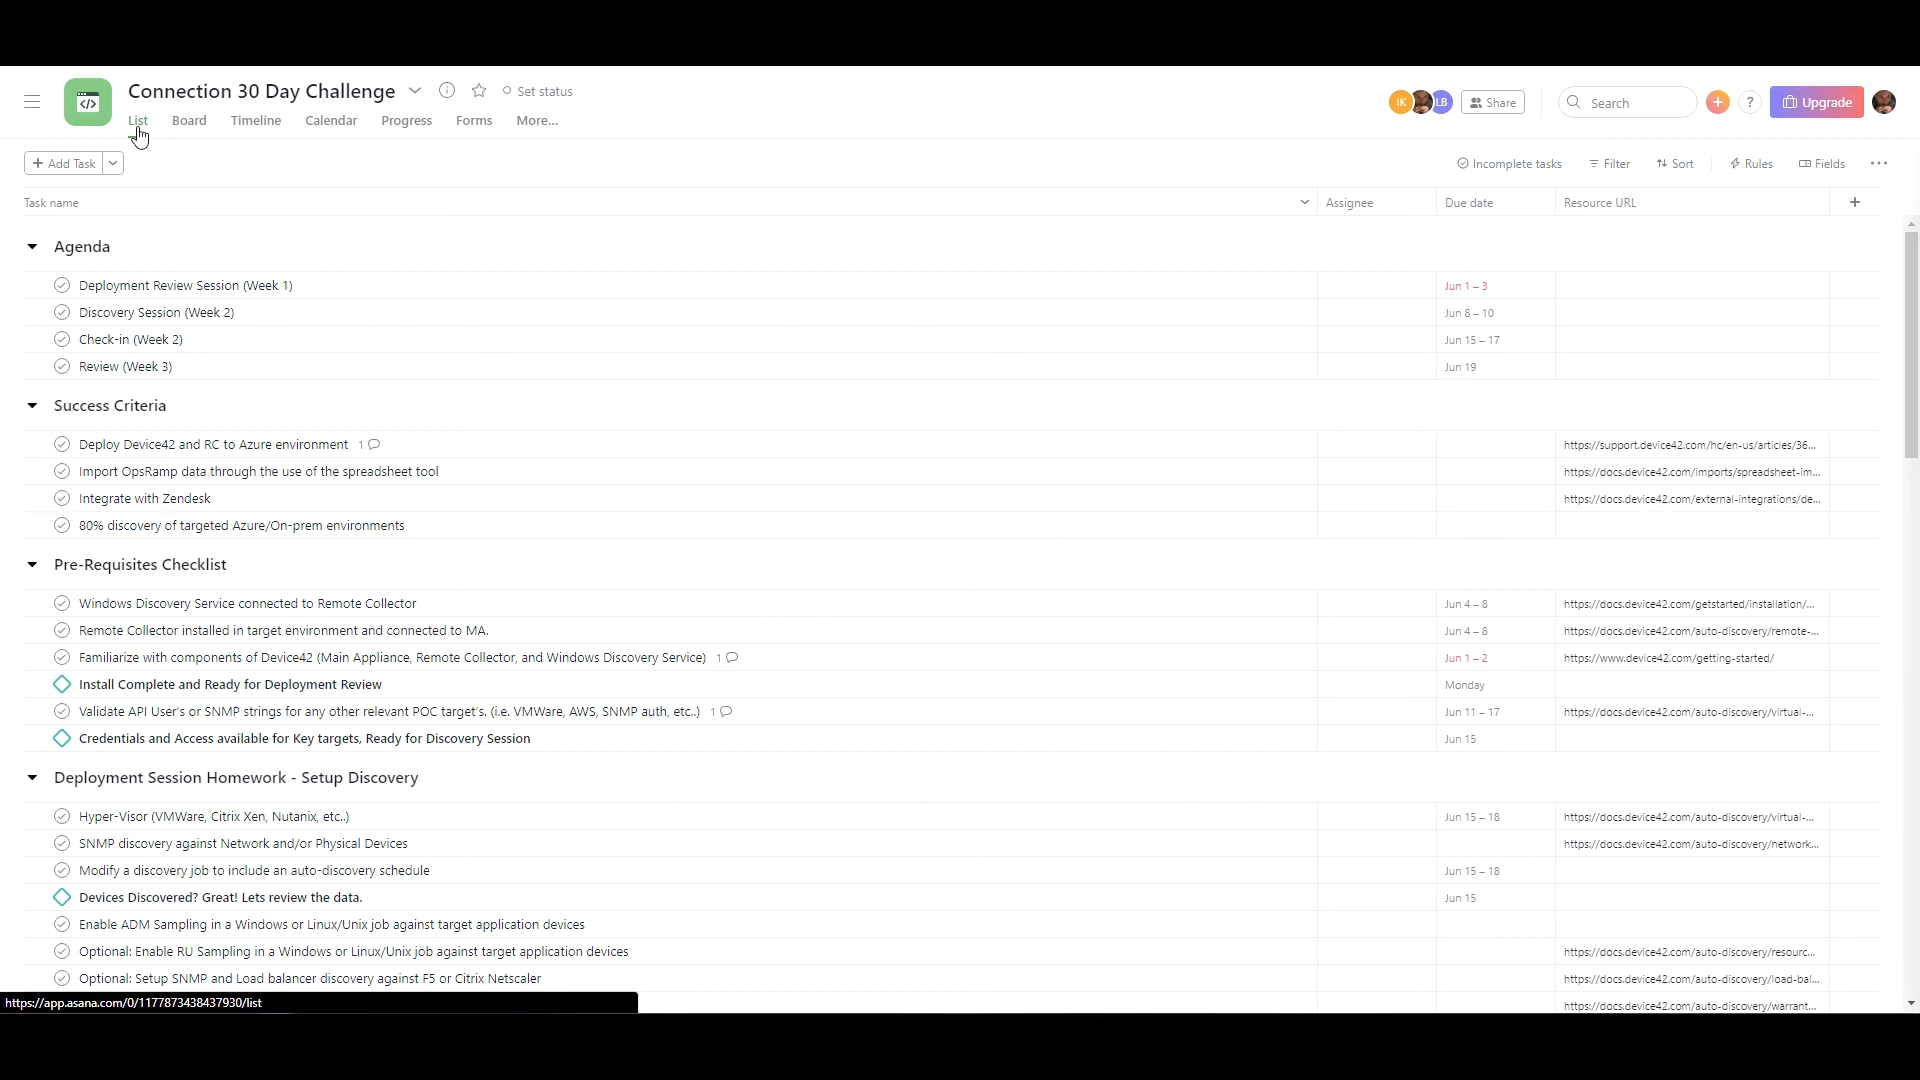 Connection 30 Day Challenge
Set status
IK LB Share Search ? Upgrade
List Board Timeline Calendar Progress Forms More...
+ Add Task
Incomplete tasks Filter Sort Rules Fields
Task name Assignee Due date Resource URL
Agenda
Deployment Review Session (Week 1) Jun 1 – 3
Discovery Session (Week 2) Jun 8 – 10
Check-in (Week 2) Jun 15 – 17
Review (Week 3) Jun 19
Success Criteria
Deploy Device42 and RC to Azure environment 1 https://support.device42.com/hc/en-us/articles/36...
Import OpsRamp data through the use of the spreadsheet tool https://docs.device42.com/imports/spreadsheet-im...
Integrate with Zendesk https://docs.device42.com/external-integrations/de...
80% discovery of targeted Azure/On-prem environments
Pre-Requisites Checklist
Windows Discovery Service connected to Remote Collector Jun 4 – 8 https://docs.device42.com/getstarted/installation/...
Remote Collector installed in target environment and connected to MA. Jun 4 – 8 https://docs.device42.com/auto-discovery/remote-...
Familiarize with components of Device42 (Main Appliance, Remote Collector, and Windows Discovery Service) 1 Jun 1 – 2 https://www.device42.com/getting-started/
Install Complete and Ready for Deployment Review Monday
Validate API User's or SNMP strings for any other relevant POC target's. (i.e. VMWare, AWS, SNMP auth, etc..) 1 Jun 11 – 17 https://docs.device42.com/auto-discovery/virtual-...
Credentials and Access available for Key targets, Ready for Discovery Session Jun 15
Deployment Session Homework - Setup Discovery
Hyper-Visor (VMWare, Citrix Xen, Nutanix, etc..) Jun 15 – 18 https://docs.device42.com/auto-discovery/virtual-...
SNMP discovery against Network and/or Physical Devices https://docs.device42.com/auto-discovery/network...
Modify a discovery job to include an auto-discovery schedule Jun 15 – 18
Devices Discovered? Great! Lets review the data. Jun 15
Enable ADM Sampling in a Windows or Linux/Unix job against target application devices
Optional: Enable RU Sampling in a Windows or Linux/Unix job against target application devices https://docs.device42.com/auto-discovery/resourc...
Optional: Setup SNMP and Load balancer discovery against F5 or Citrix Netscaler https://docs.device42.com/auto-discovery/load-bal...
https://app.asana.com/0/1177873438437930/list https://docs.device42.com/auto-discovery/warrant...